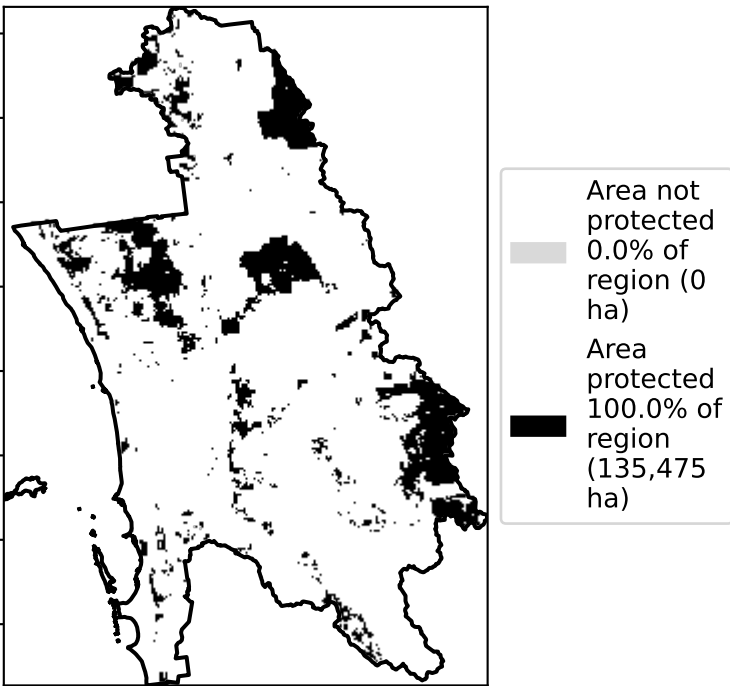 Area not
protected
0.0% of
region (0
ha)
Area
protected
100.0% of
region
(135,475
ha)